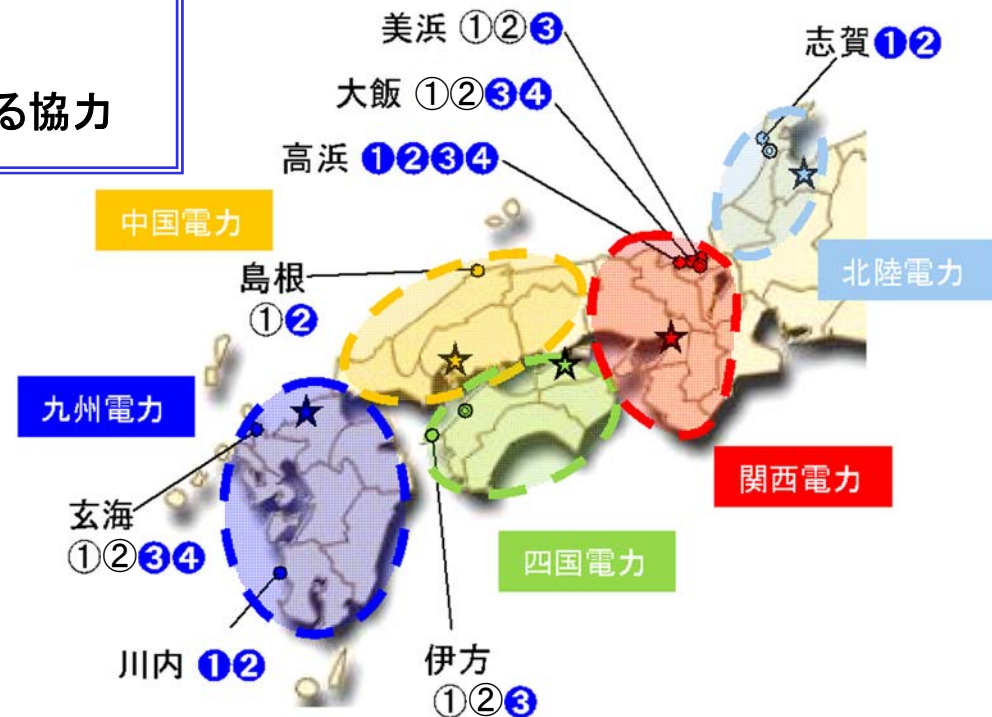 る協力
美浜 ①②❸
志賀❶❷
大飯 ①②❸❹
高浜 ❶❷❸❹
中国電力
北陸電力
島根
①❷
九州電力
関西電力
玄海
①②❸❹
四国電力
川内 ❶❷
伊方
①②❸